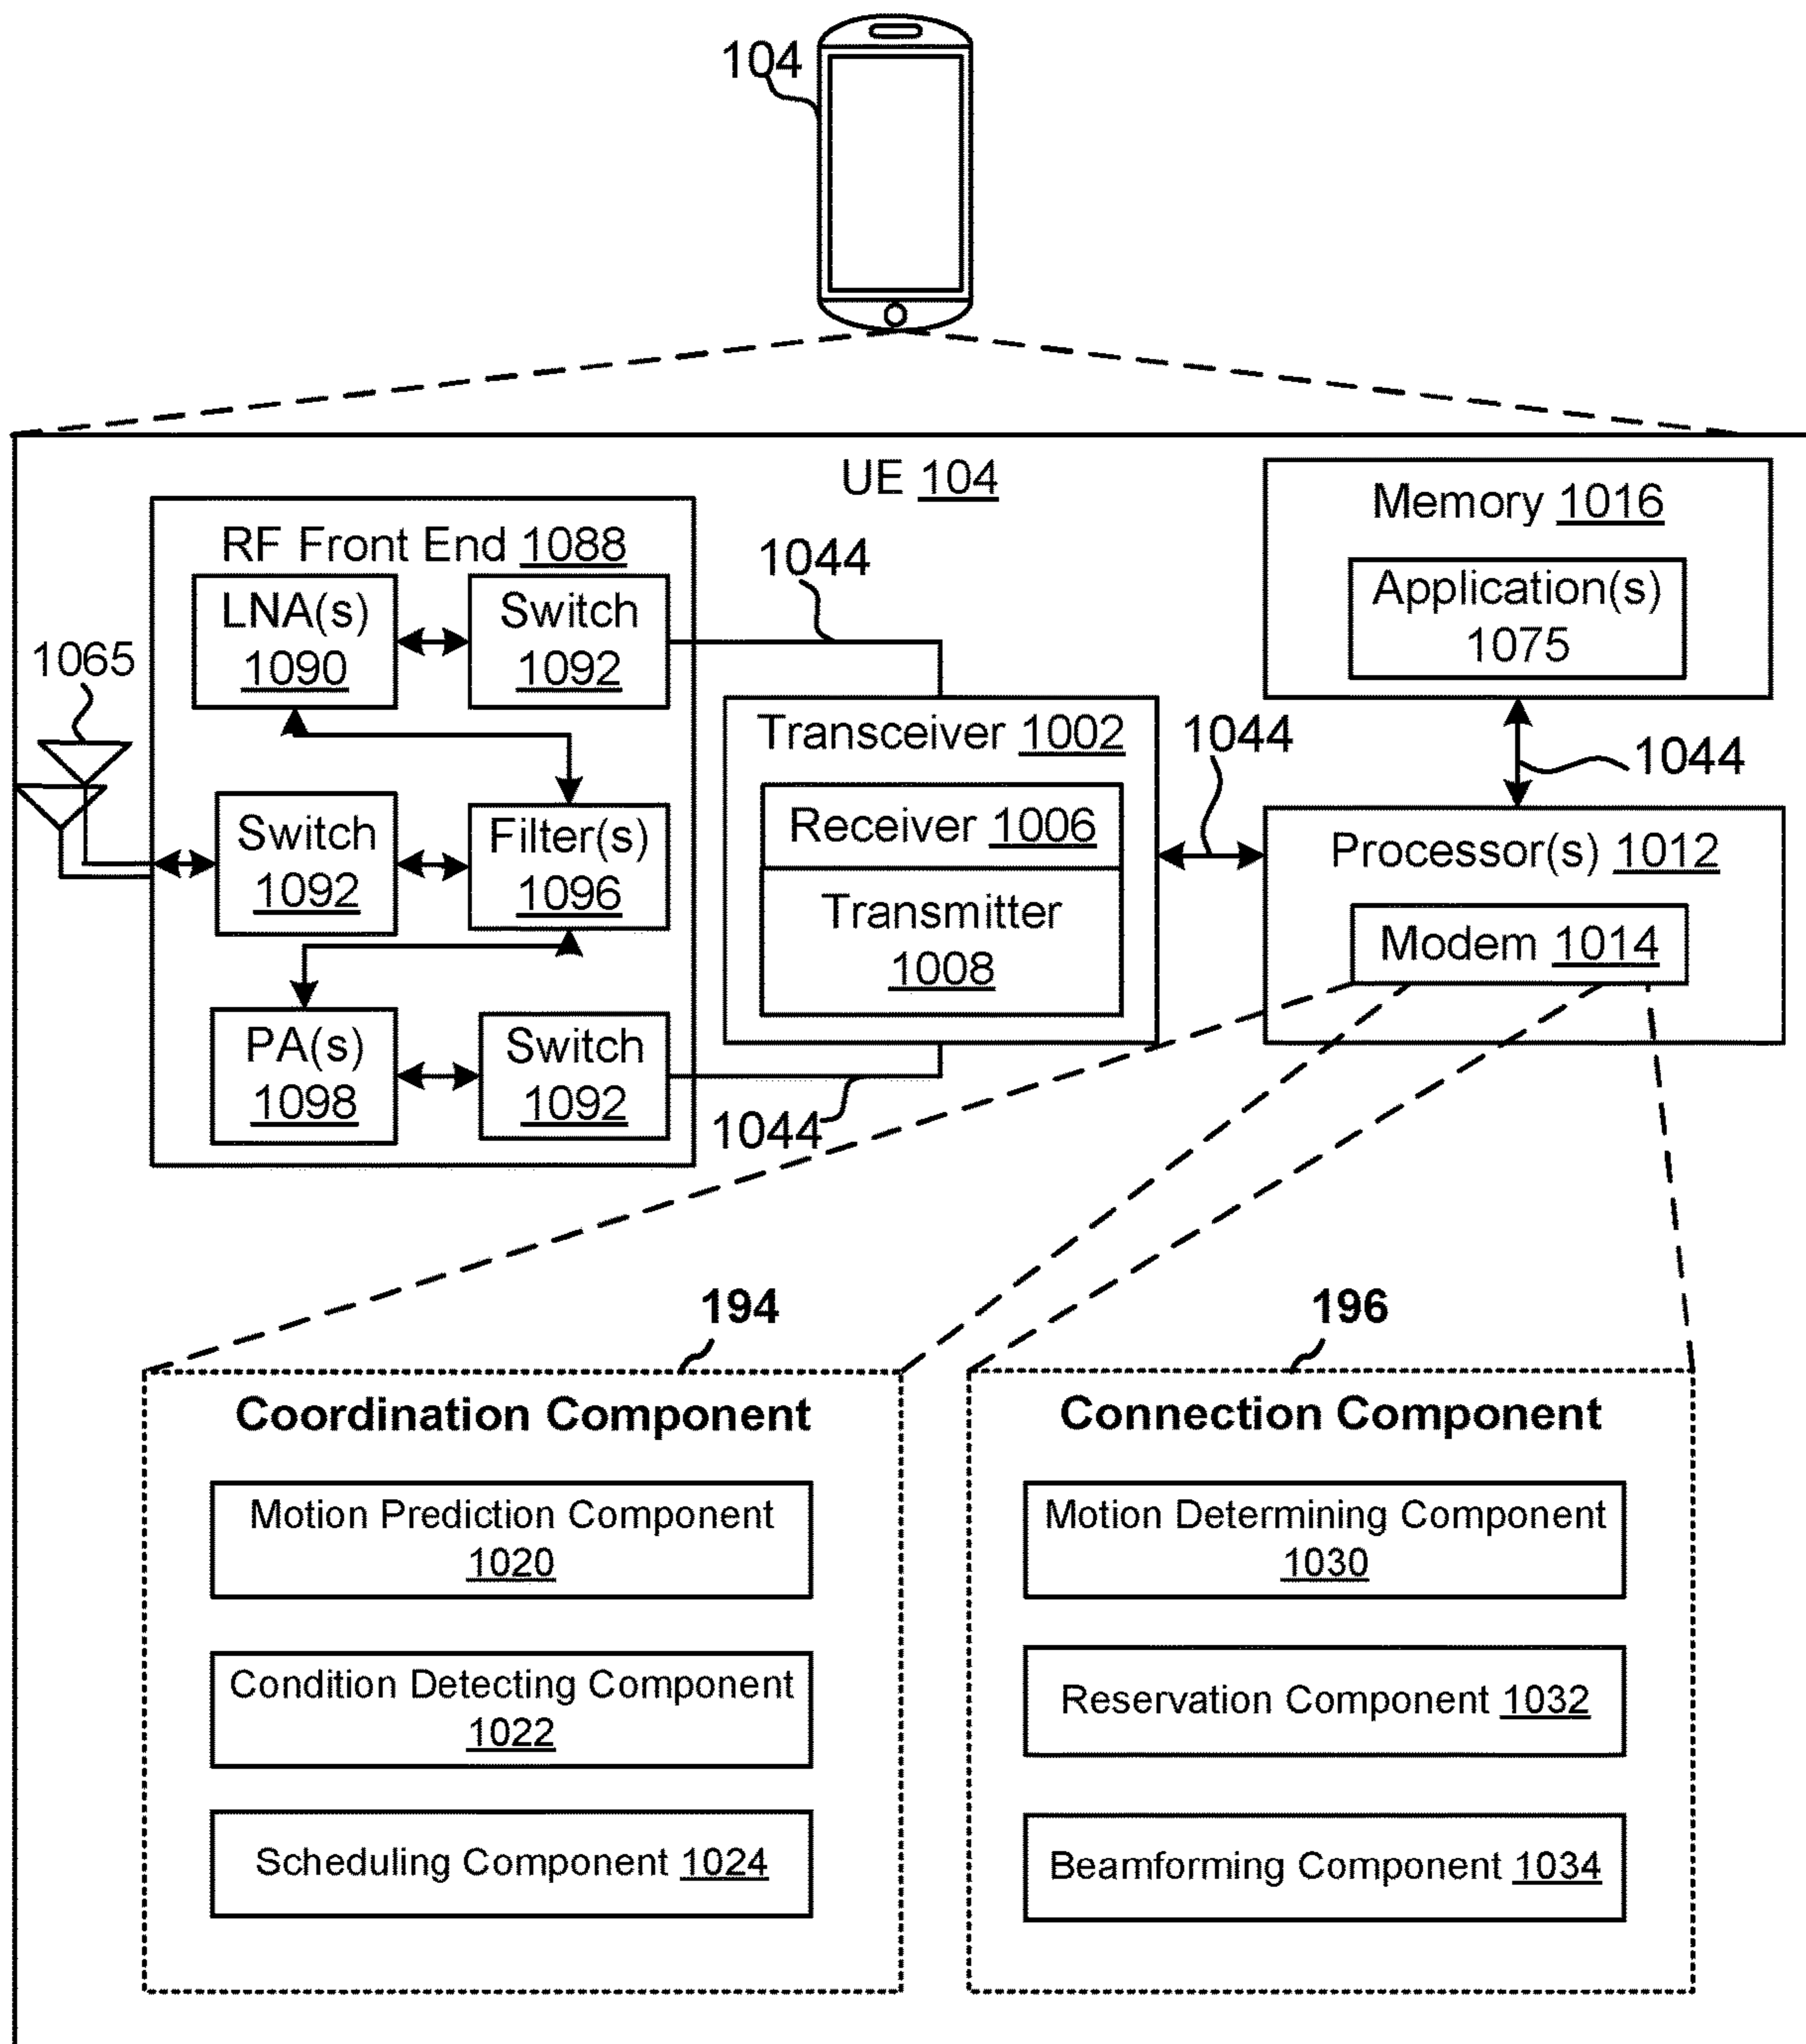 104
UE 104
RF Front End 1088
LNA(s)
1090
Switch
1092
1044
1065
Switch
1092
Filter(s)
1096
PA(s)
1098
Switch
1092
1044
Transceiver 1002
Receiver 1006
Transmitter
1008
1044
Memory 1016
Application(s)
1075
1044
Processor(s) 1012
Modem 1014
194
Coordination Component
Motion Prediction Component
1020
Condition Detecting Component
1022
Scheduling Component 1024
196
Connection Component
Motion Determining Component
1030
Reservation Component 1032
Beamforming Component 1034